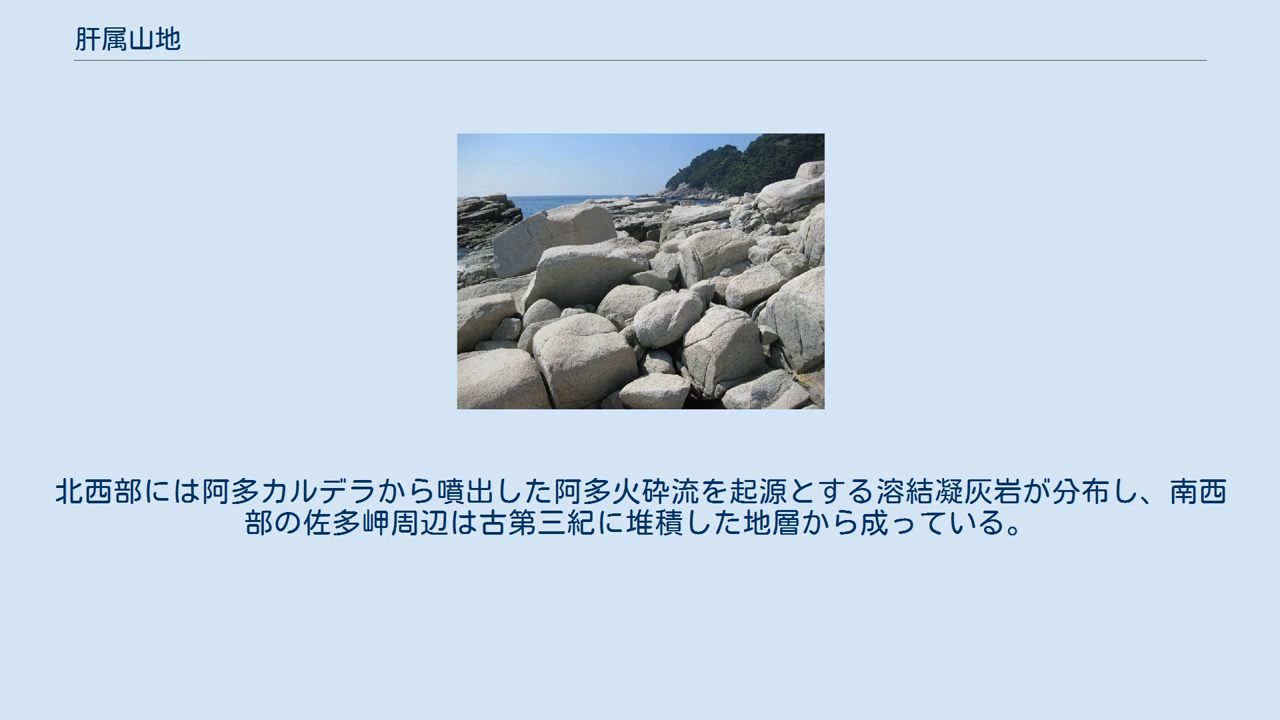 肝属山地
北西部には阿多カルデラから噴出した阿多火砕流を起源とする溶結凝灰岩が分布し、南西
部の佐多岬周辺は古第三紀に堆積した地層から成っている。